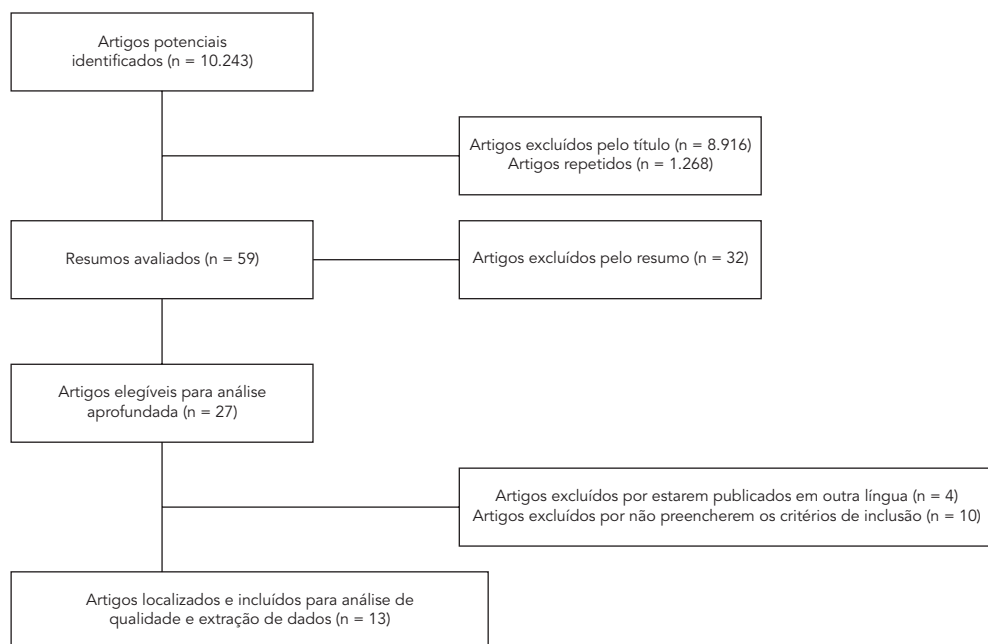 Artigos potenciais
identificados (n = 10.243)
Artigos excluídos pelo título (n = 8.916)
Artigos repetidos (n = 1.268)
Resumos avaliados (n = 59)
Artigos excluídos pelo resumo (n = 32)
Artigos elegíveis para análise
aprofundada (n = 27)
Artigos excluídos por estarem publicados em outra língua (n = 4)
Artigos excluídos por não preencherem os critérios de inclusão (n = 10)
Artigos localizados e incluídos para análise de
qualidade e extração de dados (n = 13)